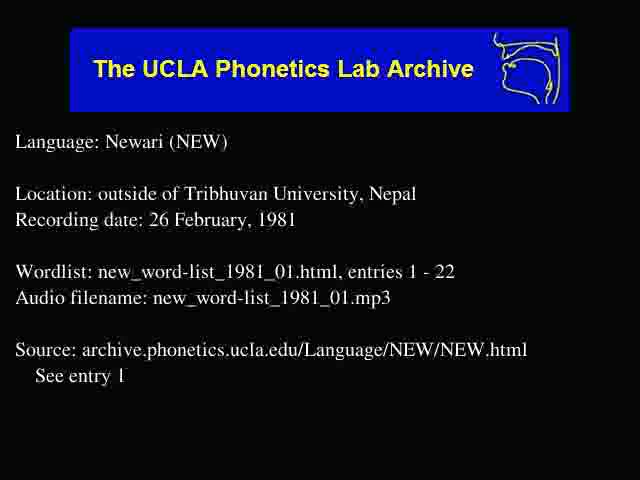 The UCLA Phonetics Lab Archive
Language: Newari (NEW)
Location: outside of Tribhuvan University, Nepal
Recording date: 26 February, 1981
Wordlist: new_word-list_1981_01.html, entries 1 - 22
Audio filename: new_word-list_1981_01.mp3
Source: archive.phonetics.ucla.edu/Language/NEW/NEW.html
See entry 1